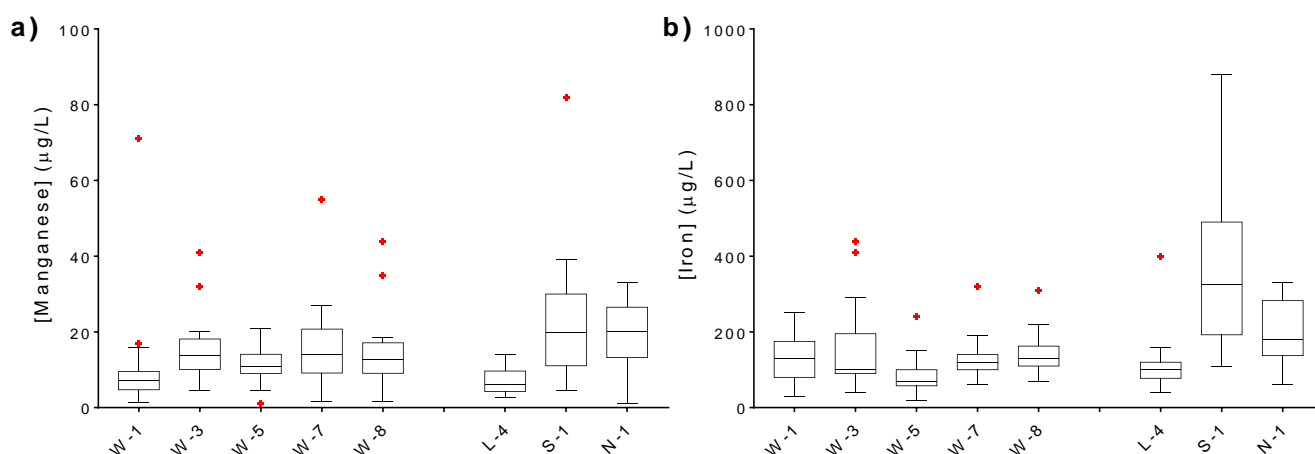 a)
[Manganese] (µg/L)
100
80
60
40
20
0
W-1
W-3
W-5
W-7
W-8
L-4
S-1
N-1
b)
[Iron] (µg/L)
1000
800
600
400
200
0
W-1
W-3
W-5
W-7
W-8
L-4
S-1
N-1